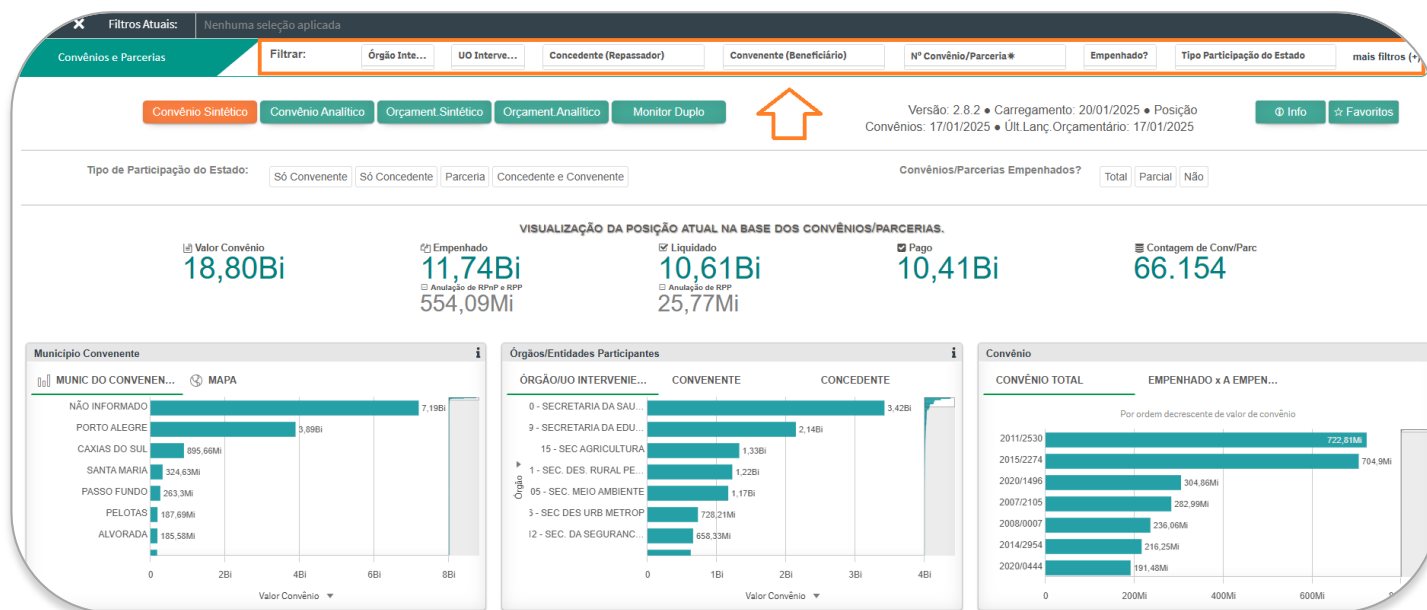 Filtros Atuais: Nenhuma seleção aplicada
Convênios e Parcerias
Filtrar: Órgão Inte... UO Interve... Concedente (Repassador) Convenente (Beneficiário) Nº Convênio/Parceria✷ Empenhado? Tipo Participação do Estado mais filtros (+)
Convênio Sintético Convênio Analítico Orçament.Sintético Orçament.Analítico Monitor Duplo
Versão: 2.8.2 ● Carregamento: 20/01/2025 ● Posição
Convênios: 17/01/2025 ● Últ.Lanç.Orçamentário: 17/01/2025
Info ☆ Favoritos
Tipo de Participação do Estado: Só Convenente Só Concedente Parceria Concedente e Convenente
Convênios/Parcerias Empenhados? Total Parcial Não
VISUALIZAÇÃO DA POSIÇÃO ATUAL NA BASE DOS CONVÊNIOS/PARCERIAS.
Valor Convênio
18,80Bi
Empenhado
11,74Bi
Anulação de RPnP e RPP
554,09Mi
Liquidado
10,61Bi
Anulação de RPP
25,77Mi
Pago
10,41Bi
Contagem de Conv/Parc
66.154
Município Convenente
MUNIC DO CONVENEN... MAPA
NÃO INFORMADO 7,19Bi
PORTO ALEGRE 3,89Bi
CAXIAS DO SUL 895,66Mi
SANTA MARIA 324,63Mi
PASSO FUNDO 263,3Mi
PELOTAS 187,69Mi
ALVORADA 185,58Mi
0 2Bi 4Bi 6Bi 8Bi
Valor Convênio
Órgãos/Entidades Participantes
ÓRGÃO/UO INTERVENIE... CONVENENTE CONCEDENTE
Órgão
0 - SECRETARIA DA SAU... 3,42Bi
9 - SECRETARIA DA EDU... 2,14Bi
15 - SEC AGRICULTURA 1,33Bi
1 - SEC. DES. RURAL PE... 1,22Bi
05 - SEC. MEIO AMBIENTE 1,17Bi
- SEC DES URB METROP 728,21Mi
12 - SEC. DA SEGURANC... 658,33Mi
0 1Bi 2Bi 3Bi 4Bi
Valor Convênio
Convênio
CONVÊNIO TOTAL EMPENHADO x A EMPEN...
Por ordem decrescente de valor de convênio
2011/2530 722,81Mi
2015/2274 704,9Mi
2020/1496 304,86Mi
2007/2105 282,99Mi
2008/0007 236,06Mi
2014/2954 216,25Mi
2020/0444 191,48Mi
0 200Mi 400Mi 600Mi